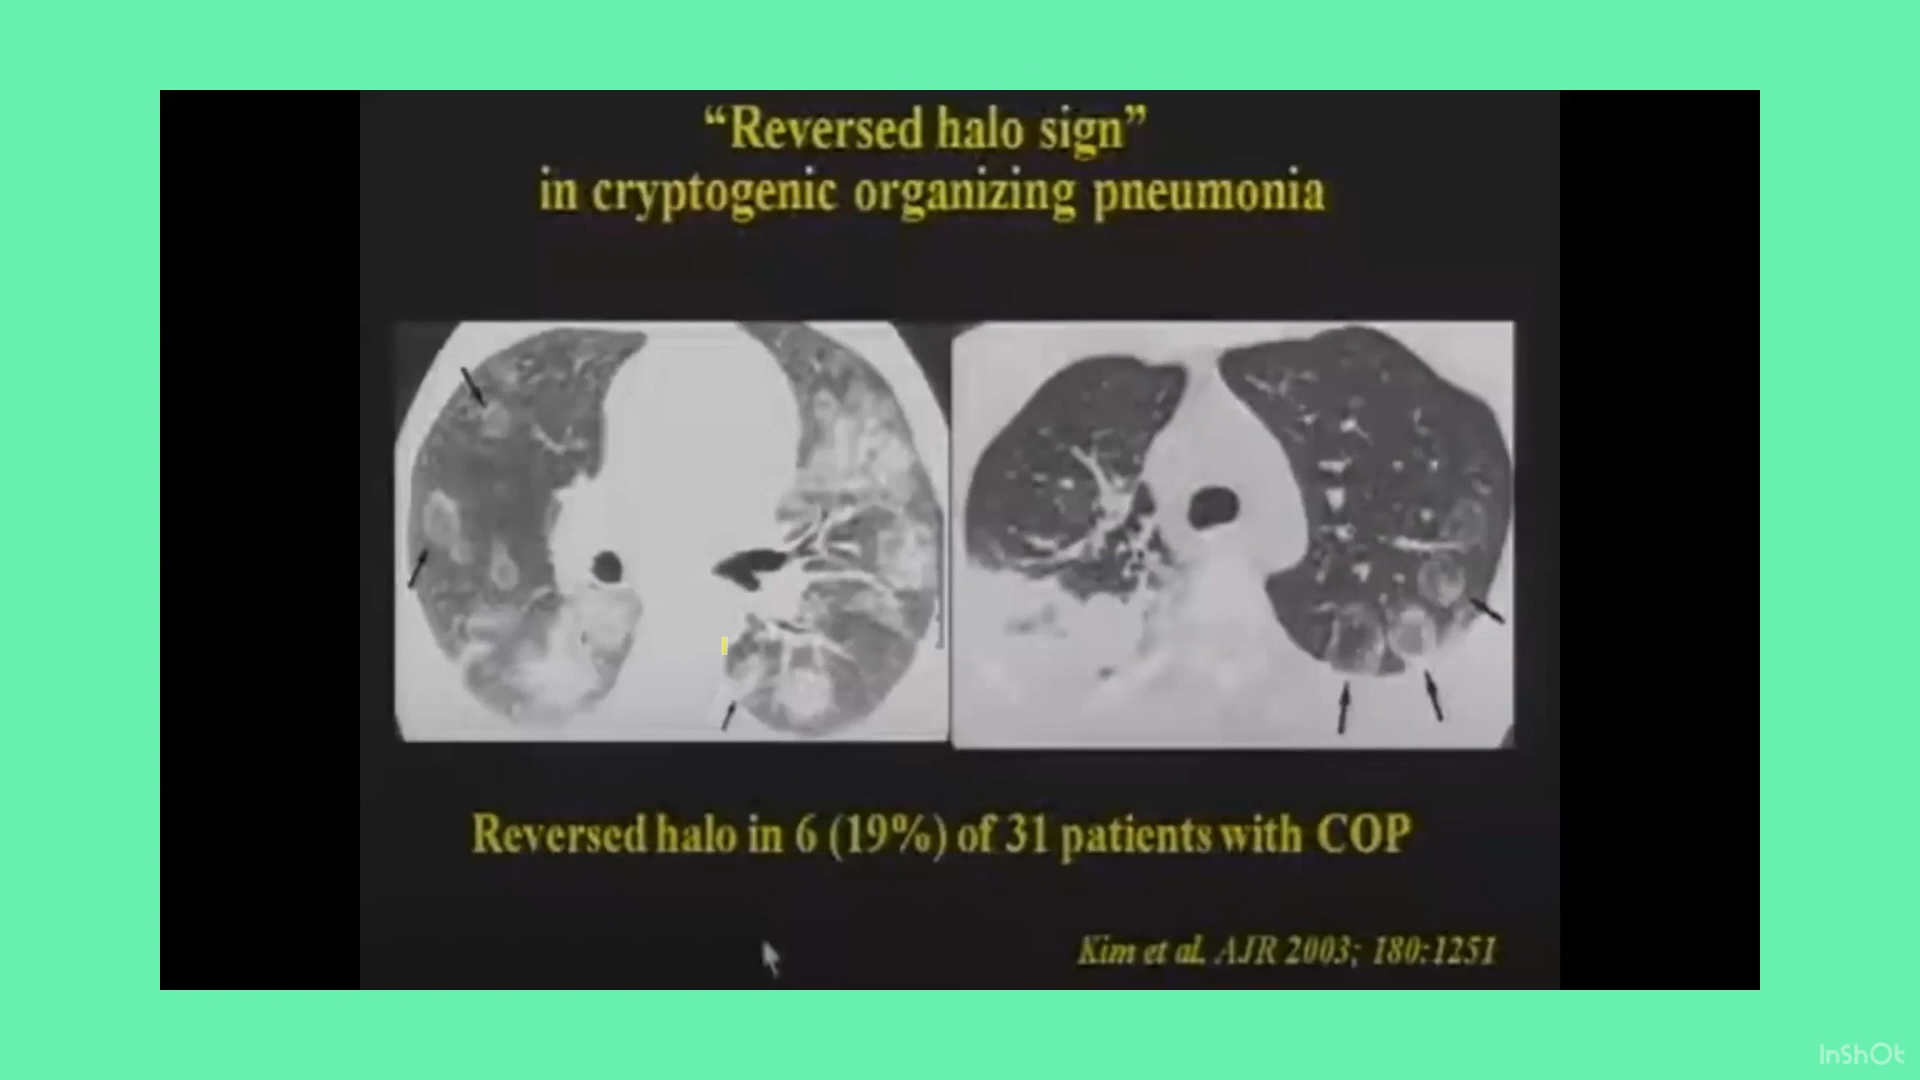 “Reversed halo sign”
in cryptogenic organizing pneumonia
Reversed halo in 6 (19%) of 31 patients with COP
Kim et al. AJR 2003; 180:1251
InShOt